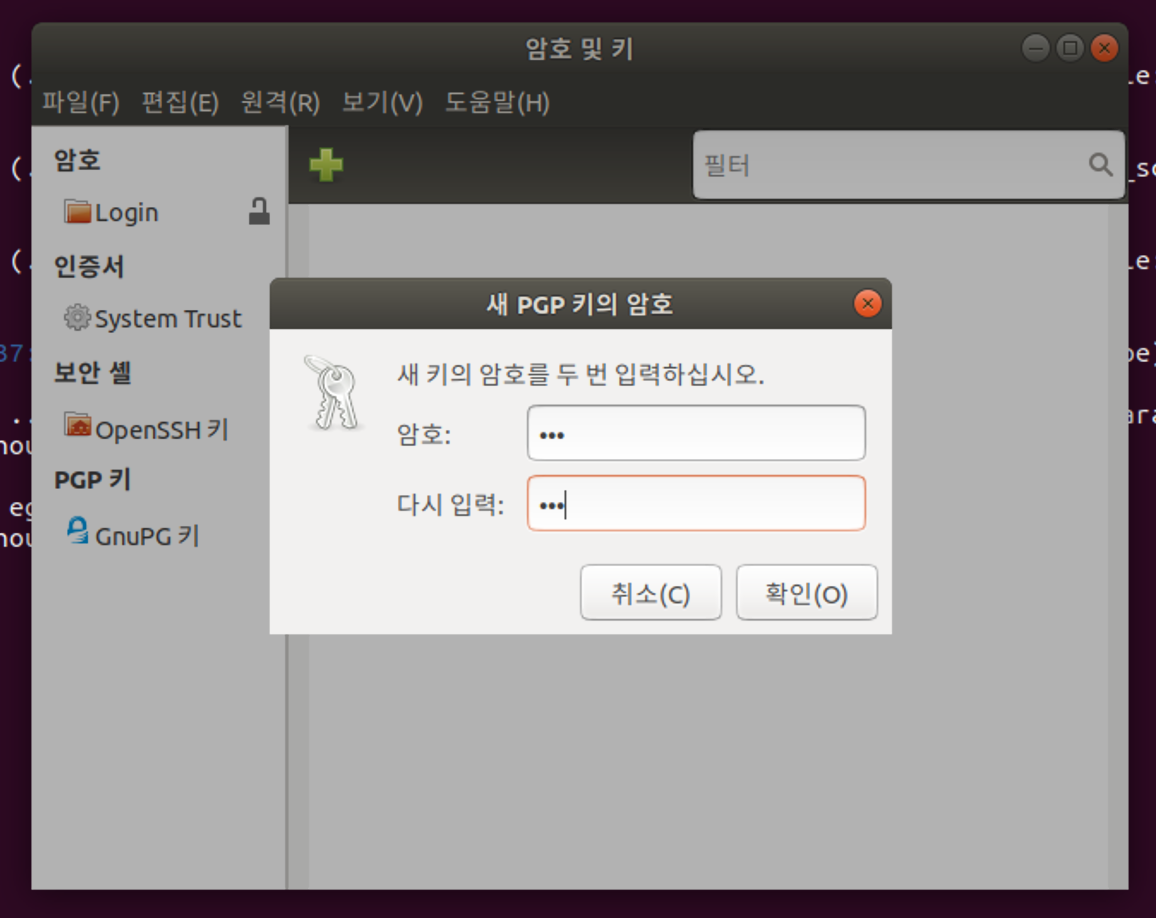 암호 및 키
파일(F) 편집(E) 원격(R) 보기(V) 도움말(H)
필터
암호
Login
인증서
System Trust
보안 셸
OpenSSH 키
PGP 키
GnuPG 키
새 PGP 키의 암호
새 키의 암호를 두 번 입력하십시오.
암호: •••
다시 입력: •••
취소(C) 확인(O)